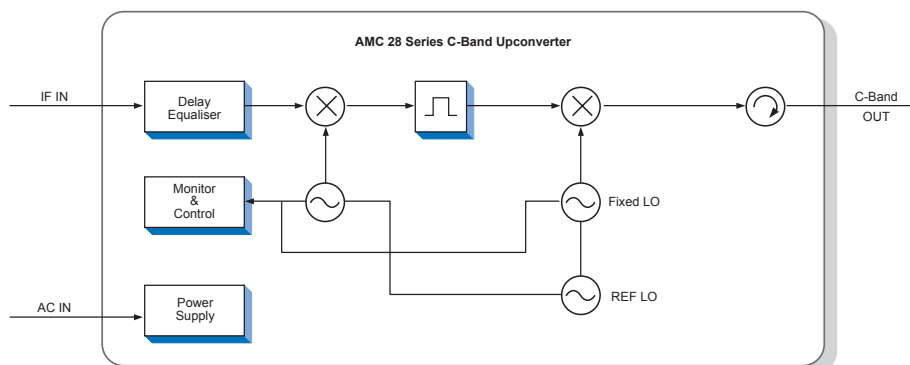 AMC 28 Series C-Band Upconverter
IF IN
Delay
Equaliser
C-Band
OUT
Monitor
&
Control
Fixed LO
REF LO
AC IN
Power
Supply